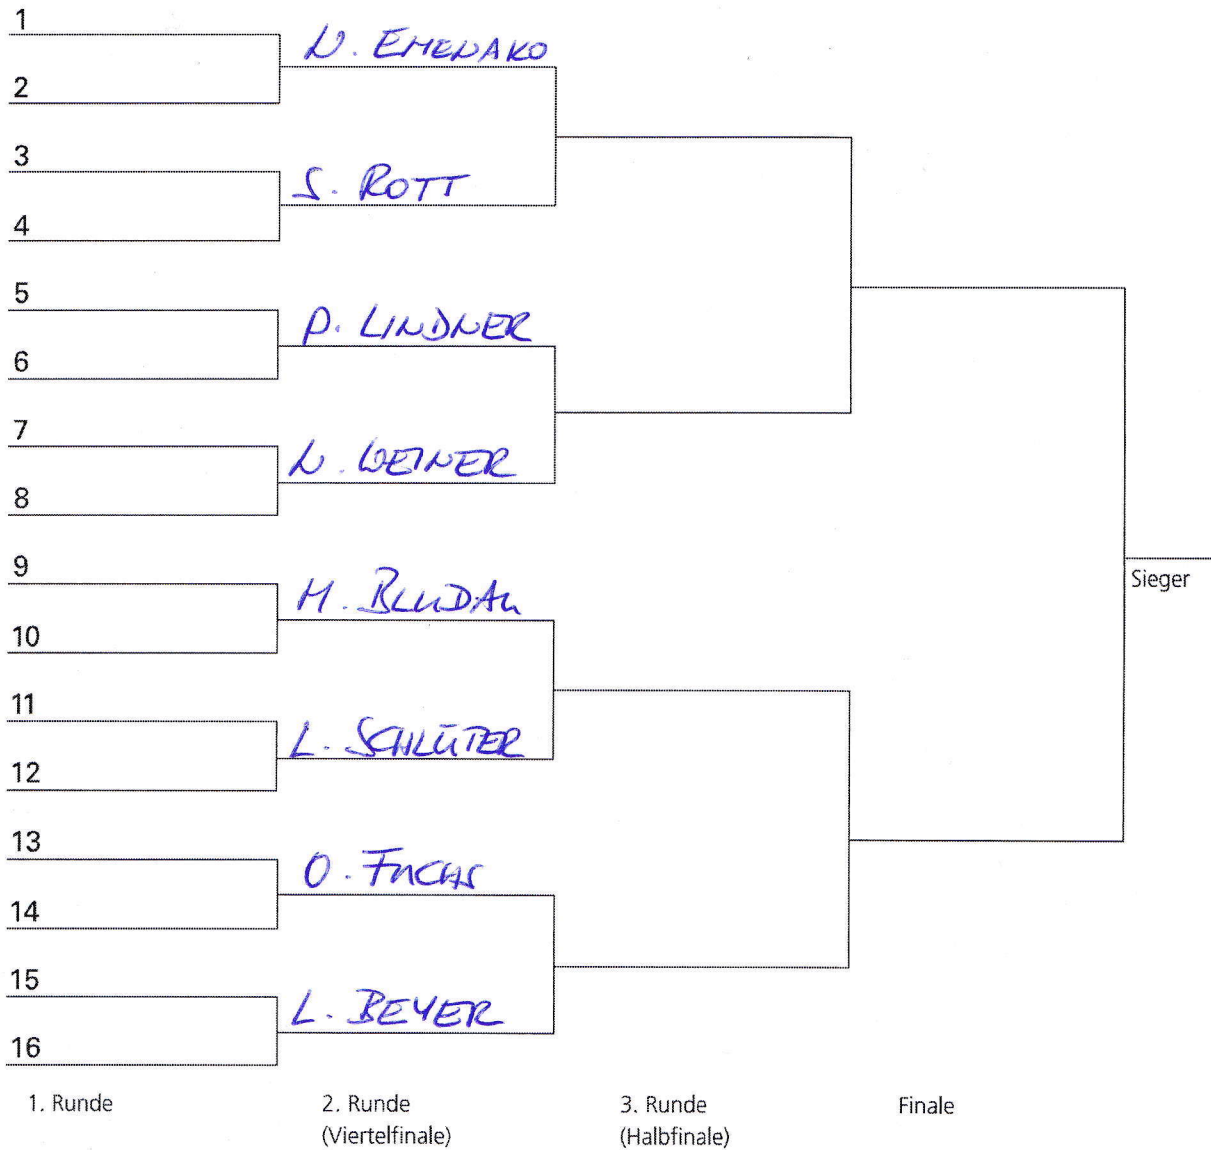 1
N. EMENAKO
2
3
S. ROTT
4
5
P. LINDNER
6
7
N. WEINER
8
9
M. BLUDAU
10
11
L. SCHLÜTER
12
13
O. FUCHS
14
15
L. BEYER
16
Sieger
1. Runde
2. Runde
(Viertelfinale)
3. Runde
(Halbfinale)
Finale